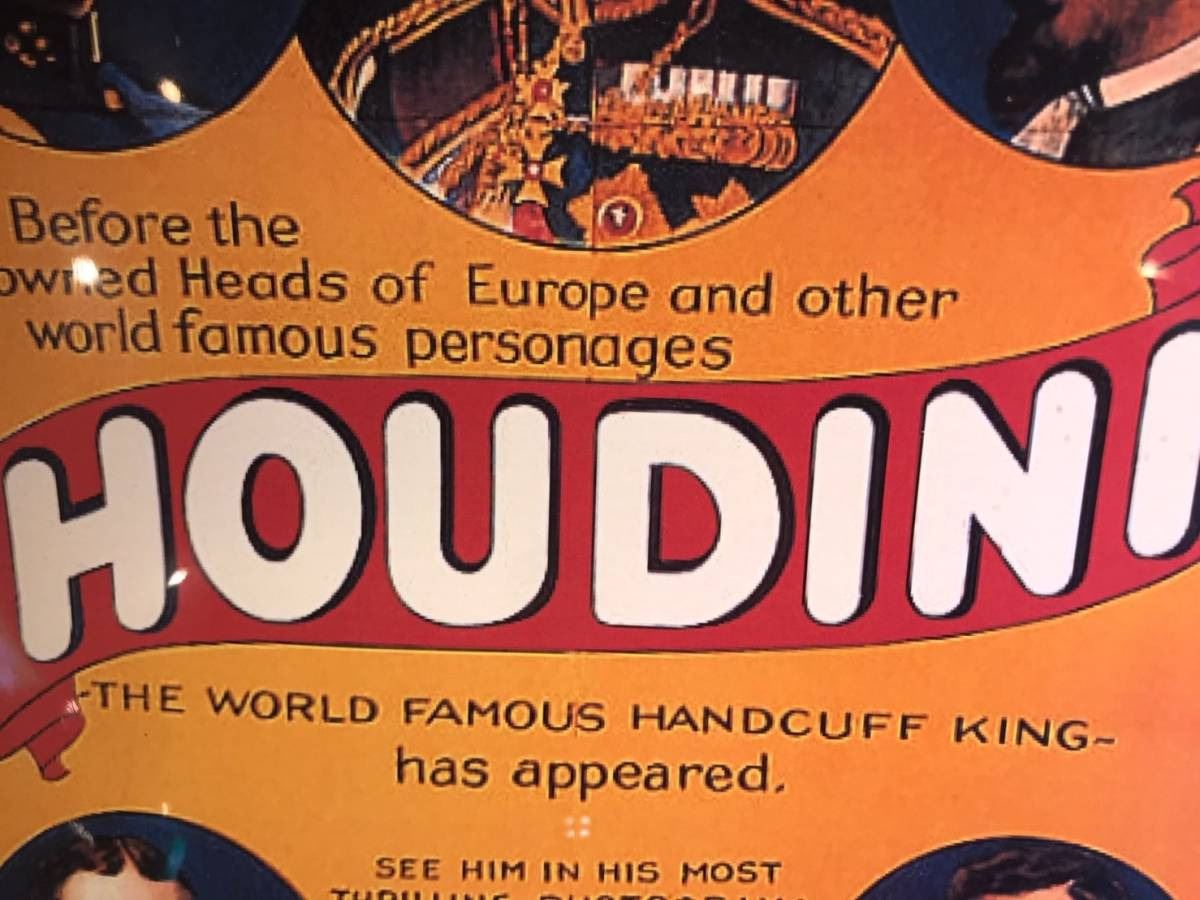 Before the
owned Heads of Europe and other
world famous personages
HOUDINI
-THE WORLD FAMOUS HANDCUFF KING-
has appeared.
SEE HIM IN HIS MOST